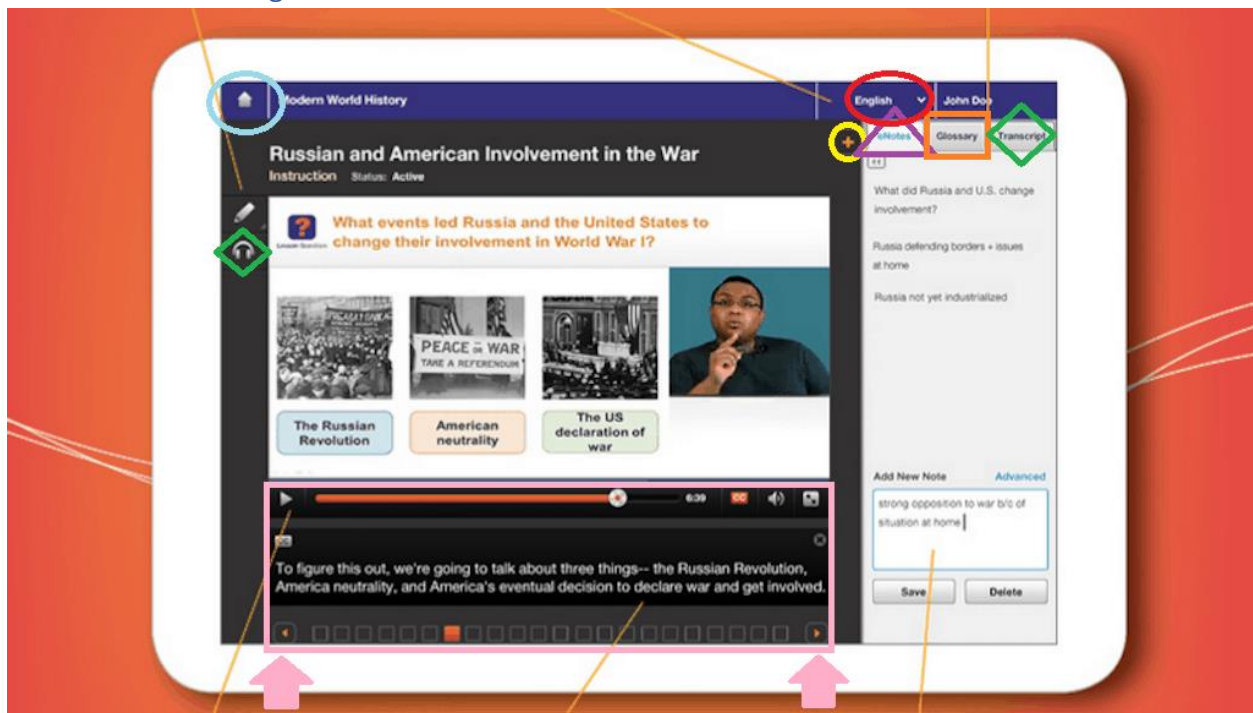 Modern World History
English
John Doe
eNotes
Glossary
Transcript
Russian and American Involvement in the War
Instruction Status: Active
?
Lesson Question
What events led Russia and the United States to
change their involvement in World War I?
PEACE OR WAR
TAKE A REFERENDUM
The Russian
Revolution
American
neutrality
The US
declaration of
war
6:39
CC
CC
To figure this out, we're going to talk about three things-- the Russian Revolution,
America neutrality, and America's eventual decision to declare war and get involved.
What did Russia and U.S. change
involvement?
Russia defending borders + issues
at home
Russia not yet industrialized
Add New Note
Advanced
strong opposition to war b/c of
situation at home
Save
Delete